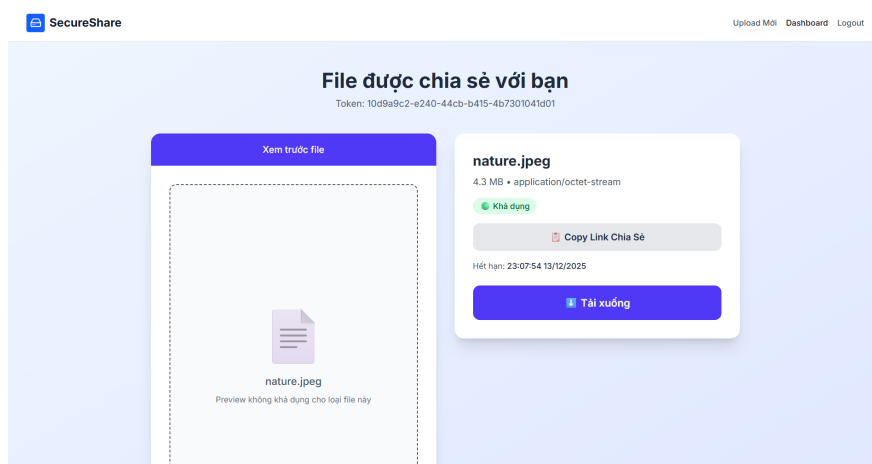 SecureShare
Upload Mới Dashboard Logout
File được chia sẻ với bạn
Token: 10d9a9c2-e240-44cb-b415-4b7301041d01
Xem trước file
nature.jpeg
Preview không khả dụng cho loại file này
nature.jpeg
4.3 MB • application/octet-stream
Khả dụng
Copy Link Chia Sẻ
Hết hạn: 23:07:54 13/12/2025
Tải xuống